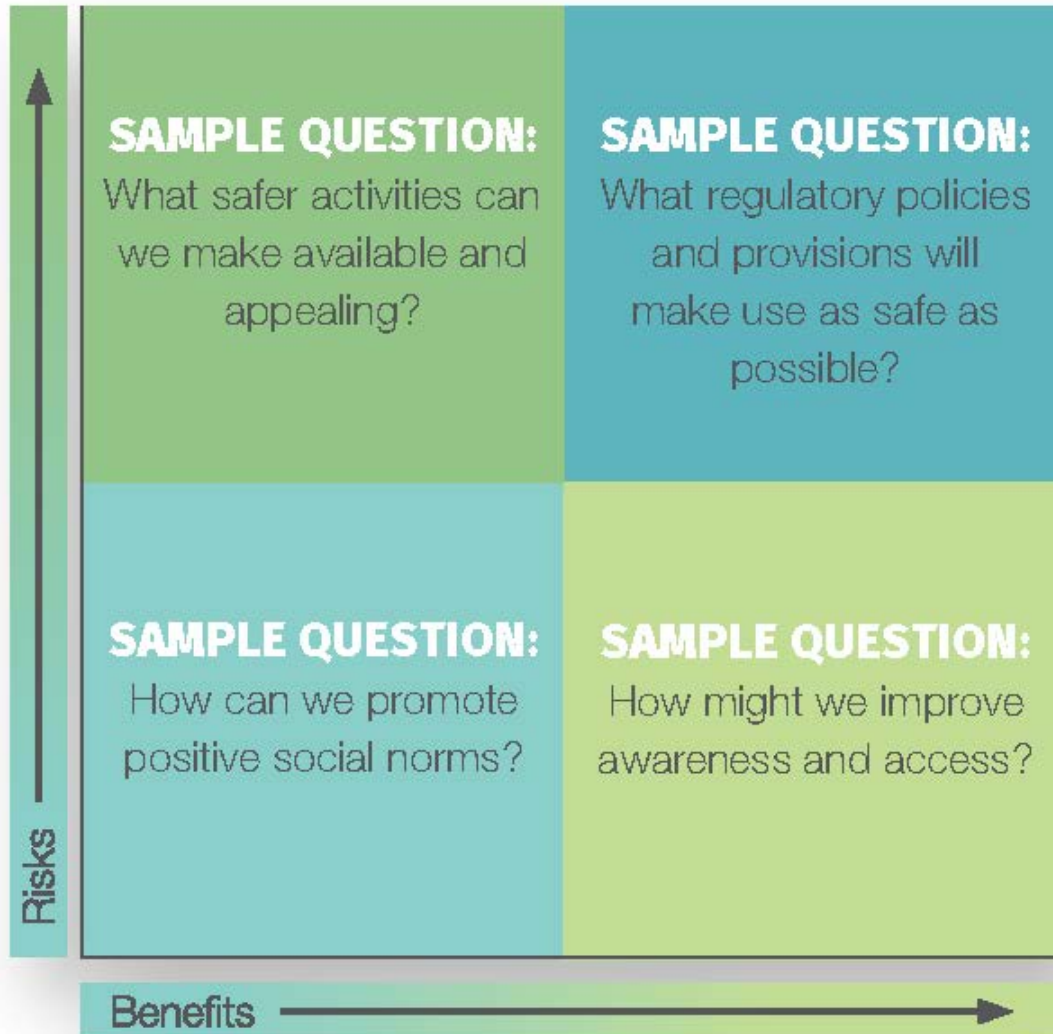 SAMPLE QUESTION:
What safer activities can
we make available and
appealing?
SAMPLE QUESTION:
What regulatory policies
and provisions will
make use as safe as
possible?
SAMPLE QUESTION:
How can we promote
positive social norms?
SAMPLE QUESTION:
How might we improve
awareness and access?
Risks
Benefits